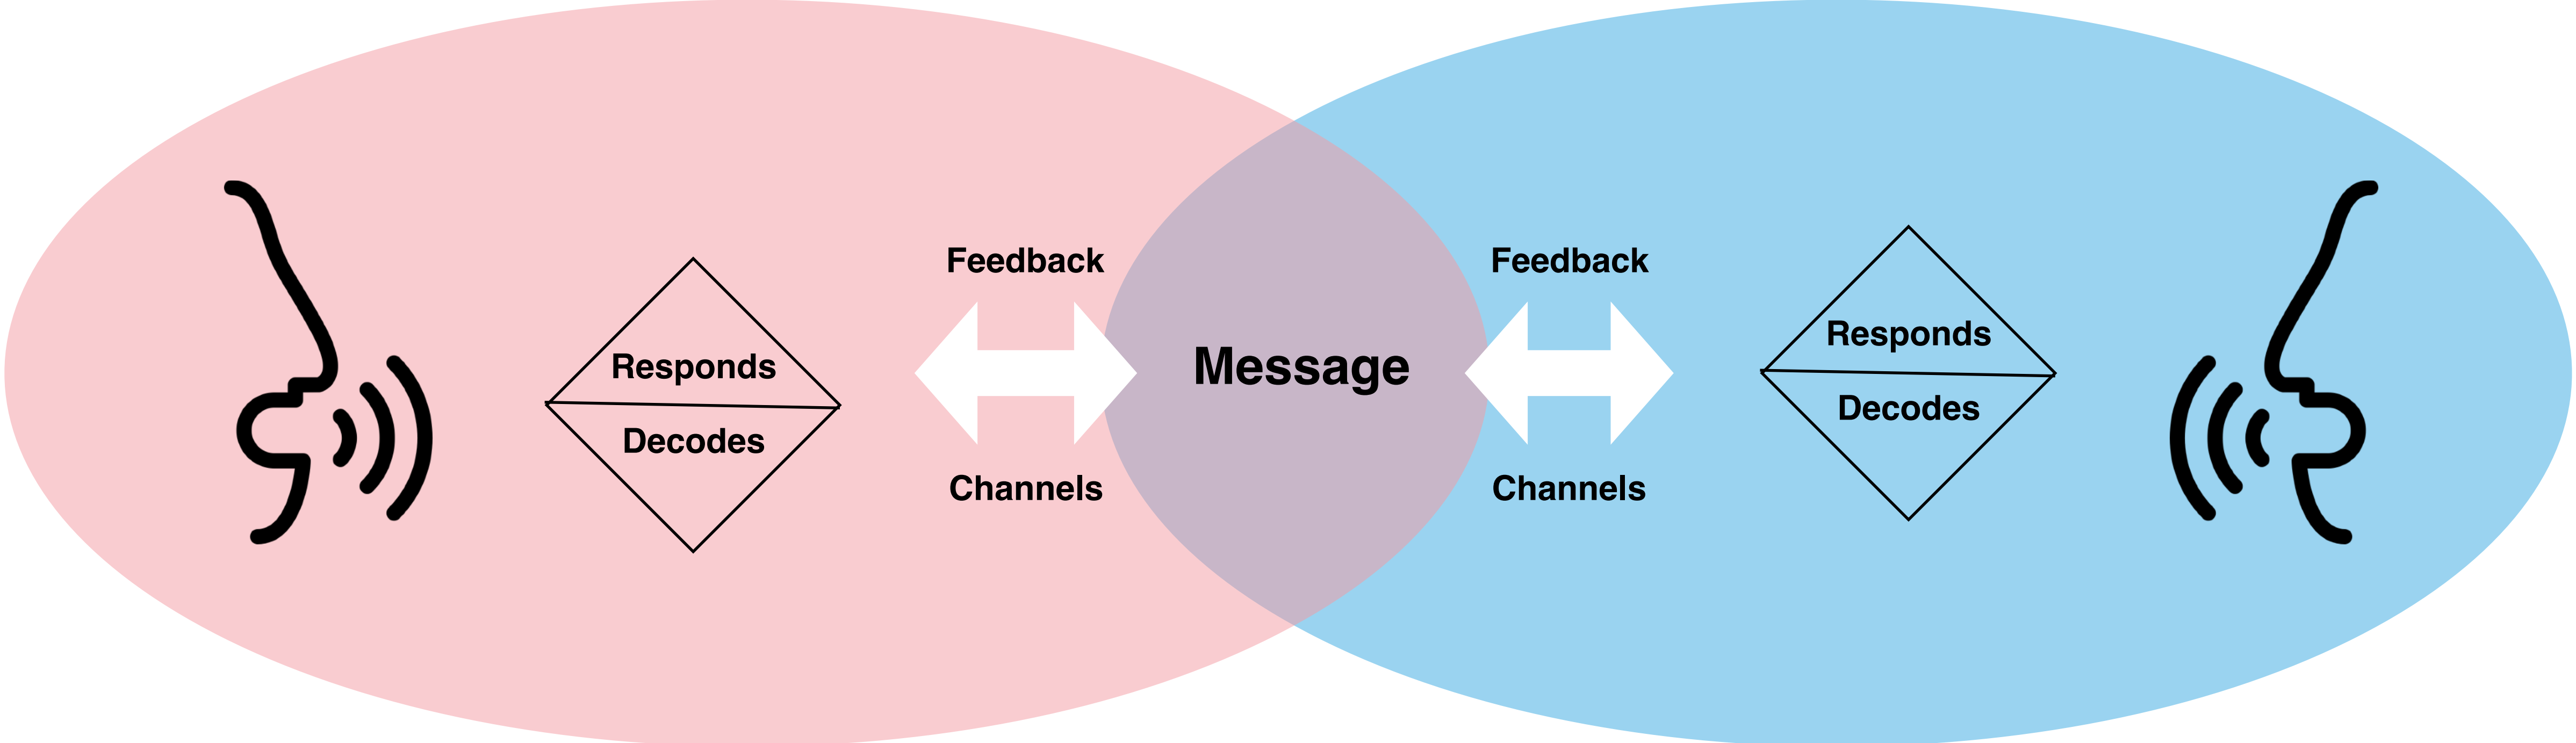 Feedback
Responds
Decodes
Channels
Message
Feedback
Channels
Responds
Decodes